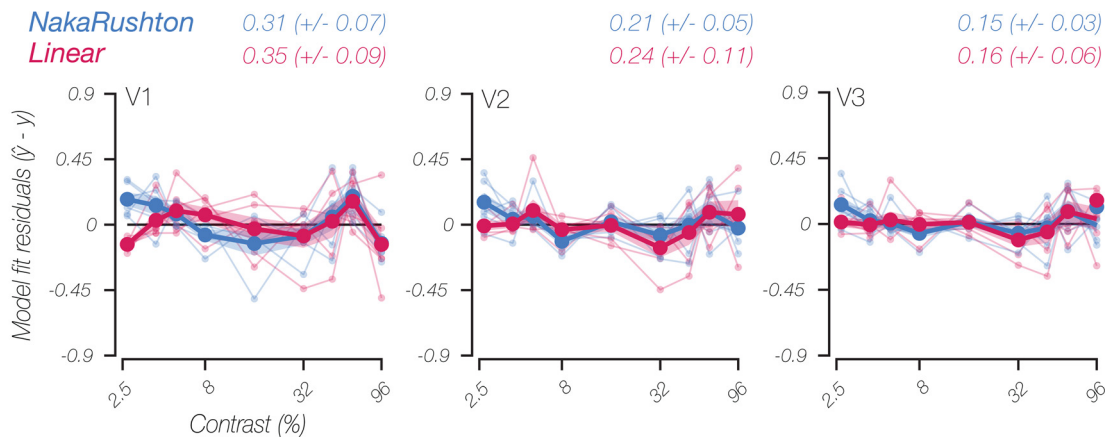 NakaRushton 0.31 (+/- 0.07) 0.21 (+/- 0.05) 0.15 (+/- 0.03)
Linear 0.35 (+/- 0.09) 0.24 (+/- 0.11) 0.16 (+/- 0.06)
V1 V2 V3
Model fit residuals (ŷ - y)
0.9 0.9 0.9
0.45 0.45 0.45
0 0 0
-0.45 -0.45 -0.45
-0.9 -0.9 -0.9
2.5 8 32 96 2.5 8 32 96 2.5 8 32 96
Contrast (%)